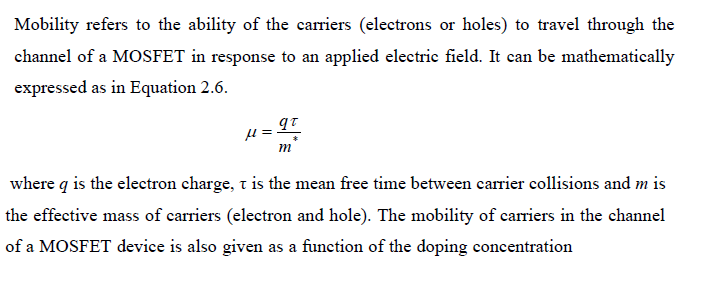 Mobility refers to the ability of the carriers (electrons or holes) to travel through the
channel of a MOSFET in response to an applied electric field. It can be mathematically
expressed as in Equation 2.6.
μ = qτ / m*
where q is the electron charge, τ is the mean free time between carrier collisions and m is
the effective mass of carriers (electron and hole). The mobility of carriers in the channel
of a MOSFET device is also given as a function of the doping concentration